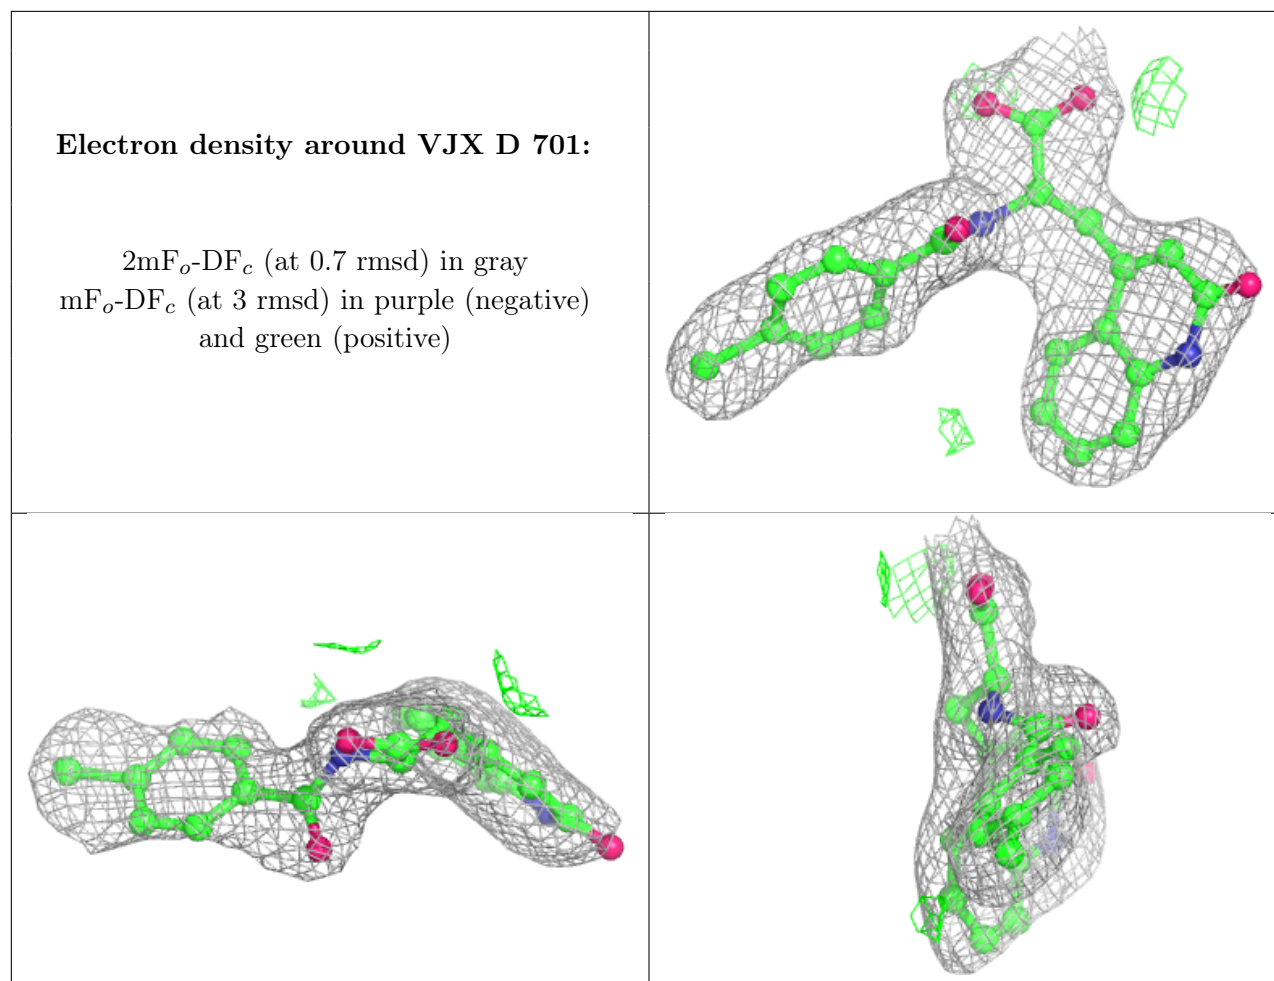 Electron density around VJX D 701:
2mFo-DFc (at 0.7 rmsd) in gray
mFo-DFc (at 3 rmsd) in purple (negative)
and green (positive)